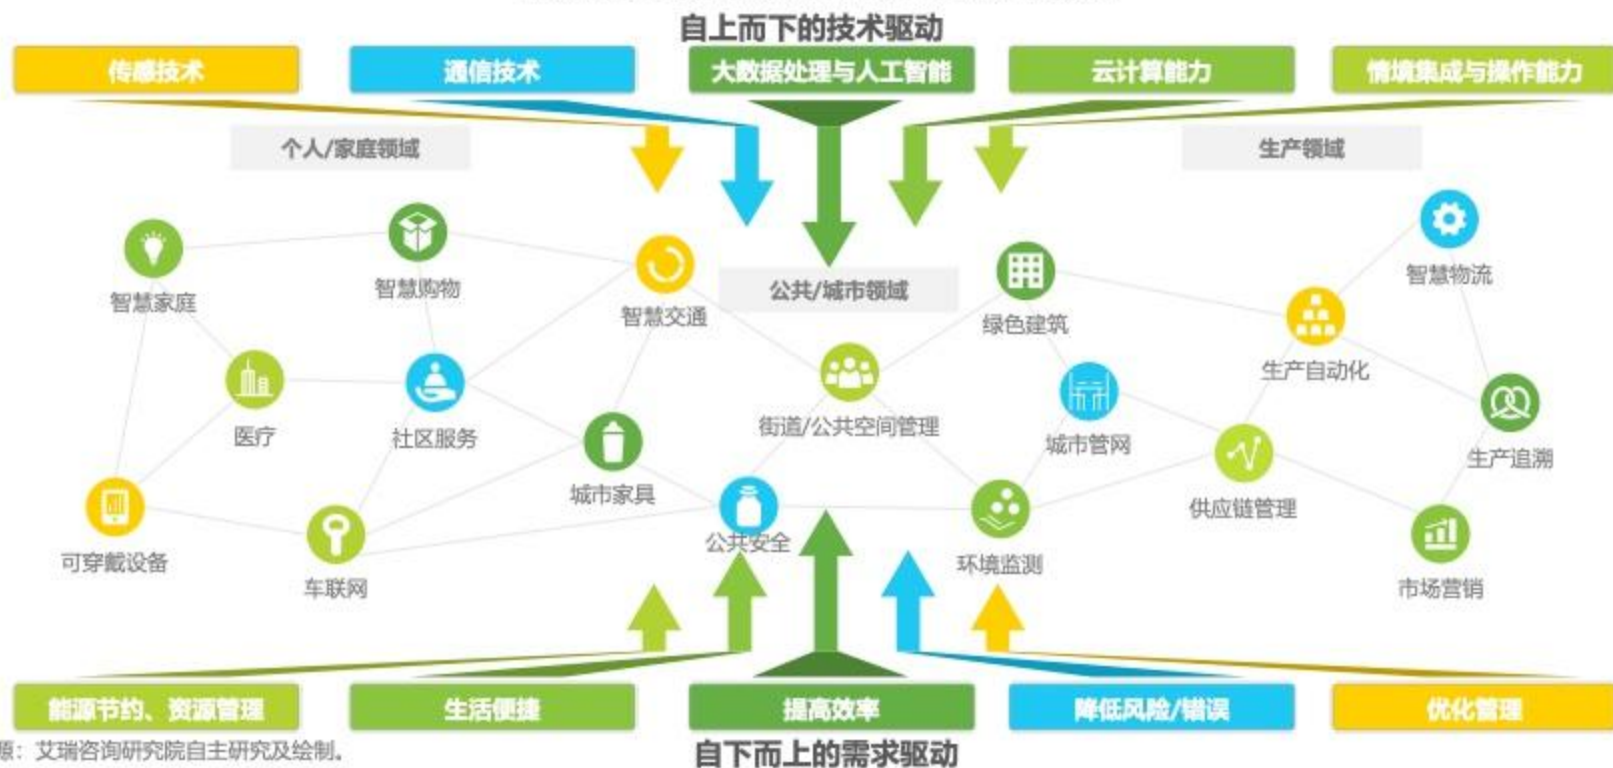 自上而下的技术驱动
传感技术
通信技术
大数据处理与人工智能
云计算能力
情境集成与操作能力
个人/家庭领域
生产领域
公共/城市领域
智慧家庭
智慧购物
智慧交通
绿色建筑
智慧物流
生产自动化
医疗
社区服务
街道/公共空间管理
城市管网
生产追溯
城市家具
供应链管理
可穿戴设备
车联网
公共安全
环境监测
市场营销
能源节约、资源管理
生活便捷
提高效率
降低风险/错误
优化管理
源：艾瑞咨询研究院自主研究及绘制。
自下而上的需求驱动